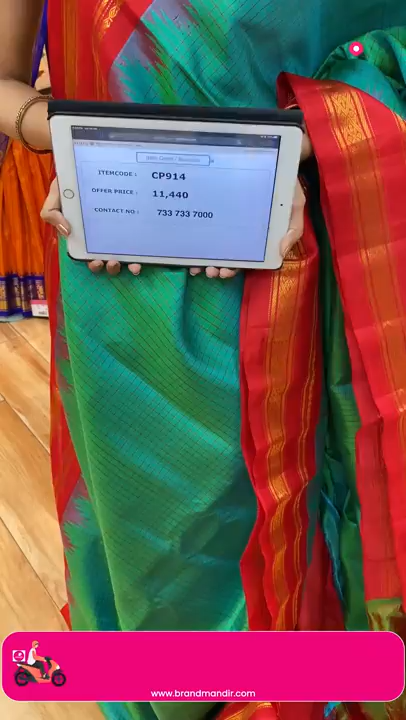 ITEMCODE : CP914
OFFER PRICE : 11,440
CONTACT NO : 733 733 7000
www.brandmandir.com